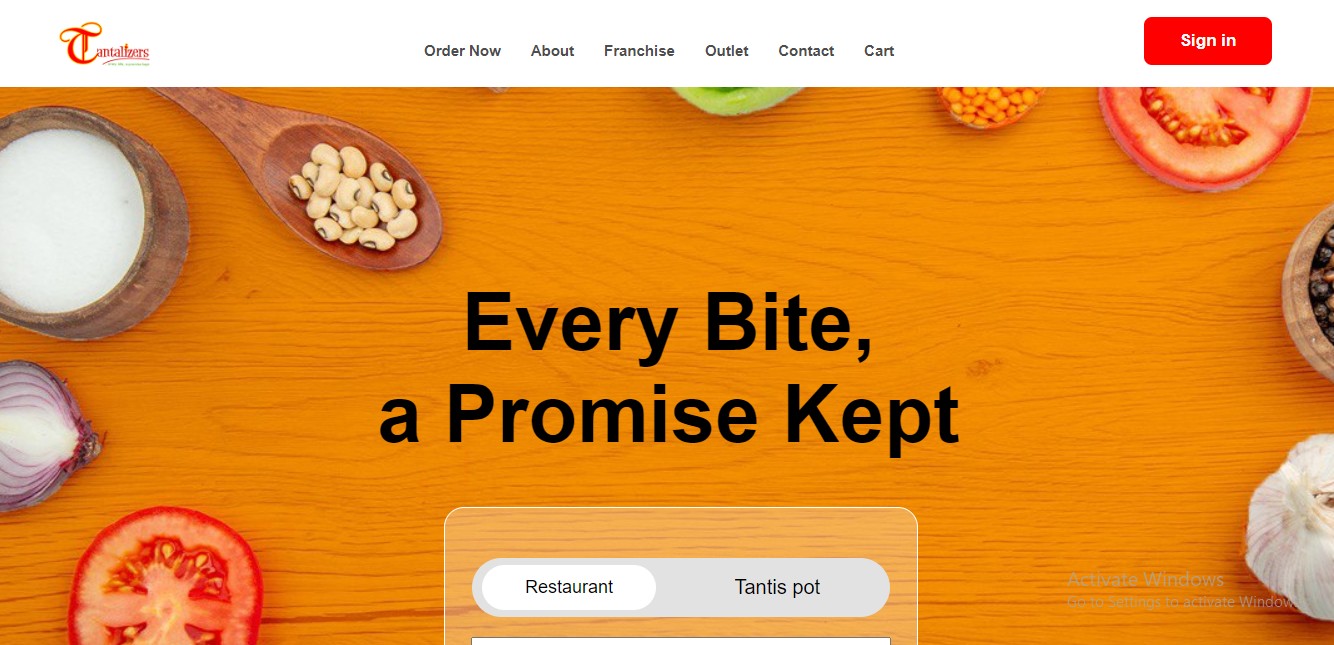 Tantalizers
Order Now About Franchise Outlet Contact Cart
Sign in
Every Bite,
a Promise Kept
Restaurant Tantis pot
Activate Windows
Go to Settings to activate Windows